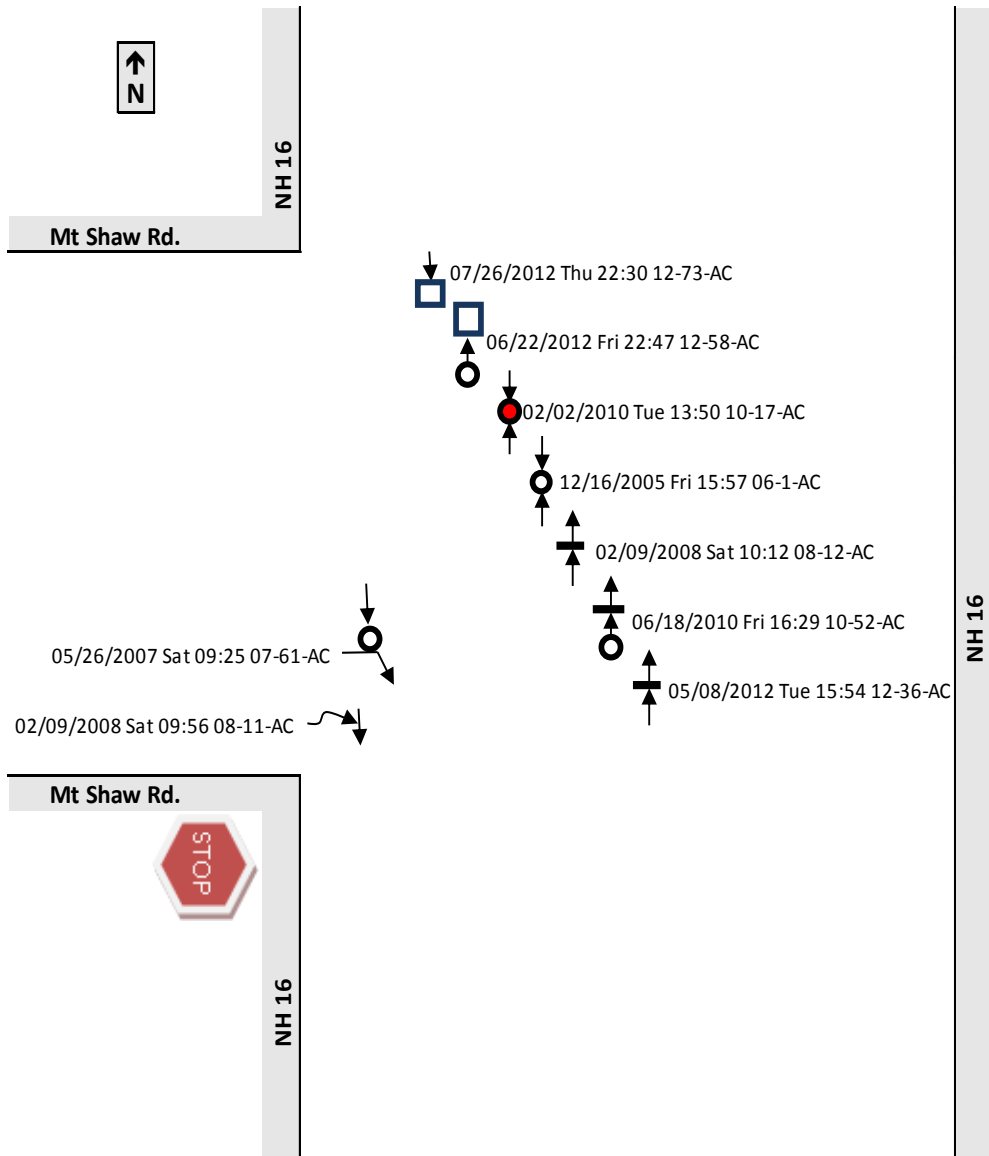 N
NH 16
Mt Shaw Rd.
07/26/2012 Thu 22:30 12-73-AC
06/22/2012 Fri 22:47 12-58-AC
02/02/2010 Tue 13:50 10-17-AC
12/16/2005 Fri 15:57 06-1-AC
02/09/2008 Sat 10:12 08-12-AC
NH 16
06/18/2010 Fri 16:29 10-52-AC
05/26/2007 Sat 09:25 07-61-AC
05/08/2012 Tue 15:54 12-36-AC
02/09/2008 Sat 09:56 08-11-AC
Mt Shaw Rd.
STOP
NH 16